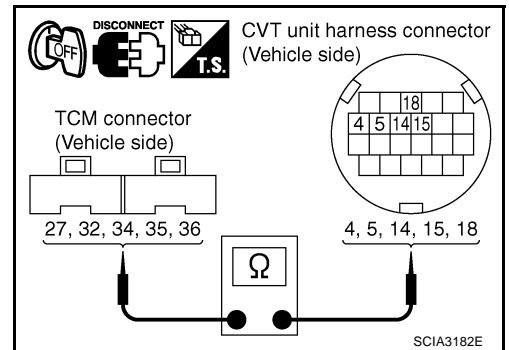 OFF
DISCONNECT
T.S.
CVT unit harness connector
(Vehicle side)
TCM connector
(Vehicle side)
18
4 5 14 15
27, 32, 34, 35, 36
4, 5, 14, 15, 18
Ω
SCIA3182E